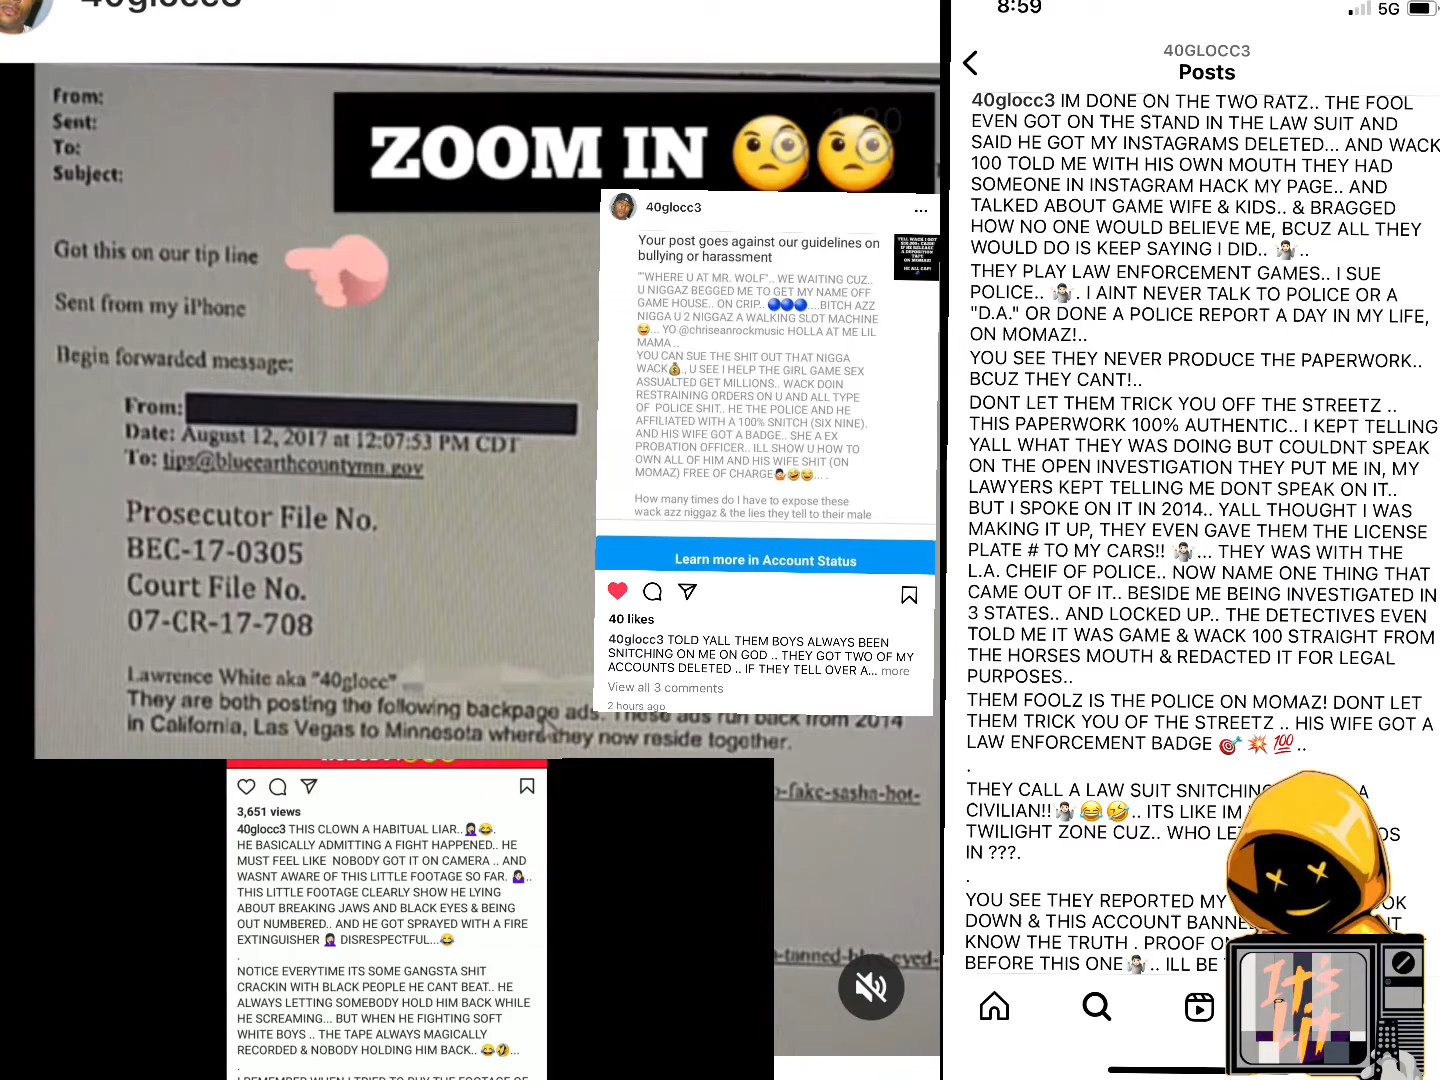 40glocc3
From:
Sent:
To:
Subject:
ZOOM IN
Got this on our tip line
Sent from my iPhone
Begin forwarded message:
From:
Date: August 12, 2017 at 12:07:53 PM CDT
To: tips@blueearthcountymn.gov
Prosecutor File No.
BEC-17-0305
Court File No.
07-CR-17-708
Lawrence White aka "40glocc"
They are both posting the following backpage ads. These ads run back from 2014
in California, Las Vegas to Minnesota where they now reside together.
-fake-sasha-hot-
-tanned-blue-eyed-
40glocc3
Your post goes against our guidelines on
bullying or harassment
""WHERE U AT MR. WOLF".. WE WAITING CUZ..
U NIGGAZ BEGGED ME TO GET MY NAME OFF
GAME HOUSE.. ON CRIP.. 🔵🔵🔵....BITCH AZZ
NIGGA U 2 NIGGAZ A WALKING SLOT MACHINE
😂... YO @chriseanrockmusic HOLLA AT ME LIL
MAMA ..
YOU CAN SUE THE SHIT OUT THAT NIGGA
WACK💰.,U SEE I HELP THE GIRL GAME SEX
ASSUALTED GET MILLIONS.. WACK DOIN
RESTRAINING ORDERS ON U AND ALL TYPE
OF POLICE SHIT.. HE THE POLICE AND HE
AFFILIATED WITH A 100% SNITCH (SIX NINE).
AND HIS WIFE GOT A BADGE.. SHE A EX
PROBATION OFFICER.. ILL SHOW U HOW TO
OWN ALL OF HIM AND HIS WIFE SHIT (ON
MOMAZ) FREE OF CHARGE🤷🏻🤣😂... .
How many times do I have to expose these
wack azz niggaz & the lies they tell to their male
Learn more in Account Status
40 likes
40glocc3 TOLD YALL THEM BOYS ALWAYS BEEN
SNITCHING ON ME ON GOD .. THEY GOT TWO OF MY
ACCOUNTS DELETED .. IF THEY TELL OVER A... more
View all 3 comments
2 hours ago
3,651 views
40glocc3 THIS CLOWN A HABITUAL LIAR..🤦🏻‍♀️😂.
HE BASICALLY ADMITTING A FIGHT HAPPENED.. HE
MUST FEEL LIKE NOBODY GOT IT ON CAMERA .. AND
WASNT AWARE OF THIS LITTLE FOOTAGE SO FAR. 🤷🏻‍♀️..
THIS LITTLE FOOTAGE CLEARLY SHOW HE LYING
ABOUT BREAKING JAWS AND BLACK EYES & BEING
OUT NUMBERED.. AND HE GOT SPRAYED WITH A FIRE
EXTINGUISHER 🤦🏻‍♀️ DISRESPECTFUL...😂
.
NOTICE EVERYTIME ITS SOME GANGSTA SHIT
CRACKIN WITH BLACK PEOPLE HE CANT BEAT.. HE
ALWAYS LETTING SOMEBODY HOLD HIM BACK WHILE
HE SCREAMING... BUT WHEN HE FIGHTING SOFT
WHITE BOYS .. THE TAPE ALWAYS MAGICALLY
RECORDED & NOBODY HOLDING HIM BACK.. 😂🤣...
.
8:59
5G
40GLOCC3
Posts
40glocc3 IM DONE ON THE TWO RATZ.. THE FOOL
EVEN GOT ON THE STAND IN THE LAW SUIT AND
SAID HE GOT MY INSTAGRAMS DELETED... AND WACK
100 TOLD ME WITH HIS OWN MOUTH THEY HAD
SOMEONE IN INSTAGRAM HACK MY PAGE.. AND
TALKED ABOUT GAME WIFE & KIDS.. & BRAGGED
HOW NO ONE WOULD BELIEVE ME, BCUZ ALL THEY
WOULD DO IS KEEP SAYING I DID.. 🤷🏻..
THEY PLAY LAW ENFORCEMENT GAMES.. I SUE
POLICE.. 🤷🏻. I AINT NEVER TALK TO POLICE OR A
"D.A." OR DONE A POLICE REPORT A DAY IN MY LIFE,
ON MOMAZ!..
YOU SEE THEY NEVER PRODUCE THE PAPERWORK..
BCUZ THEY CANT!..
DONT LET THEM TRICK YOU OFF THE STREETZ ..
THIS PAPERWORK 100% AUTHENTIC.. I KEPT TELLING
YALL WHAT THEY WAS DOING BUT COULDNT SPEAK
ON THE OPEN INVESTIGATION THEY PUT ME IN, MY
LAWYERS KEPT TELLING ME DONT SPEAK ON IT..
BUT I SPOKE ON IT IN 2014.. YALL THOUGHT I WAS
MAKING IT UP, THEY EVEN GAVE THEM THE LICENSE
PLATE # TO MY CARS!! 🤷🏻... THEY WAS WITH THE
L.A. CHEIF OF POLICE.. NOW NAME ONE THING THAT
CAME OUT OF IT.. BESIDE ME BEING INVESTIGATED IN
3 STATES.. AND LOCKED UP.. THE DETECTIVES EVEN
TOLD ME IT WAS GAME & WACK 100 STRAIGHT FROM
THE HORSES MOUTH & REDACTED IT FOR LEGAL
PURPOSES..
THEM FOOLZ IS THE POLICE ON MOMAZ! DONT LET
THEM TRICK YOU OF THE STREETZ .. HIS WIFE GOT A
LAW ENFORCEMENT BADGE 🎯 💥 💯 ..
.
THEY CALL A LAW SUIT SNITCHING A
CIVILIAN!!🤷🏻😂🤣.. ITS LIKE IM
TWILIGHT ZONE CUZ.. WHO LE OS
IN ???.
.
YOU SEE THEY REPORTED MY OK
DOWN & THIS ACCOUNT BANNE NT
KNOW THE TRUTH . PROOF O
BEFORE THIS ONE🤷🏻.. ILL BE
It's
Lit